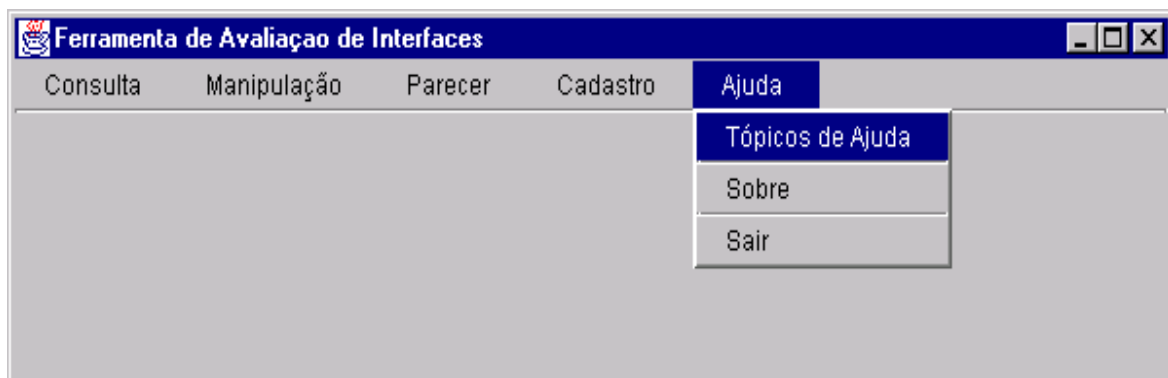 Ferramenta de Avaliaçao de Interfaces
Consulta Manipulação Parecer Cadastro Ajuda
Tópicos de Ajuda
Sobre
Sair